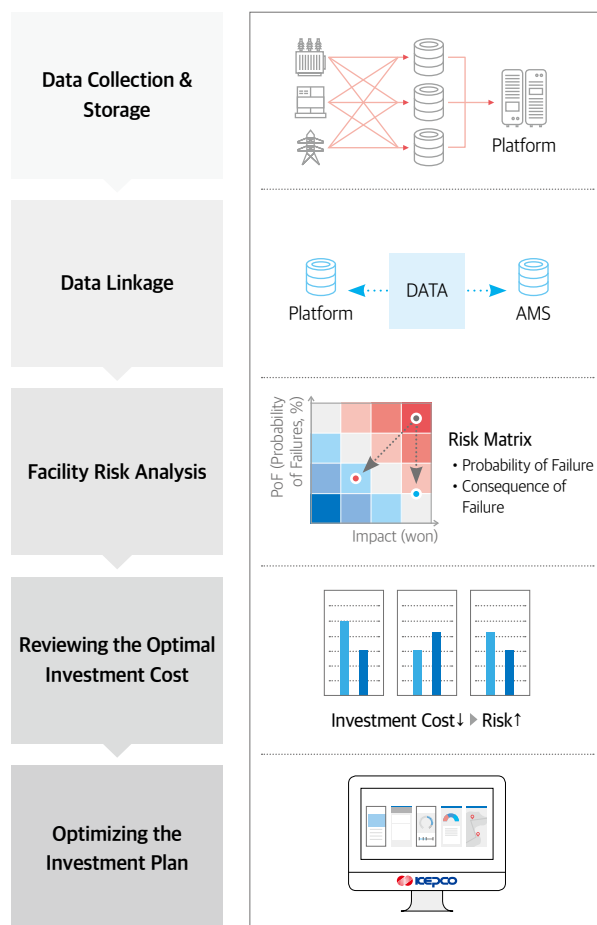 Data Collection &
Storage
Platform
Data Linkage
Platform
DATA
AMS
Facility Risk Analysis
PoF (Probability
of Failures, %)
Impact (won)
Risk Matrix
• Probability of Failure
• Consequence of
Failure
Reviewing the Optimal
Investment Cost
Investment Cost↓ ▶ Risk↑
Optimizing the
Investment Plan
KEPCO